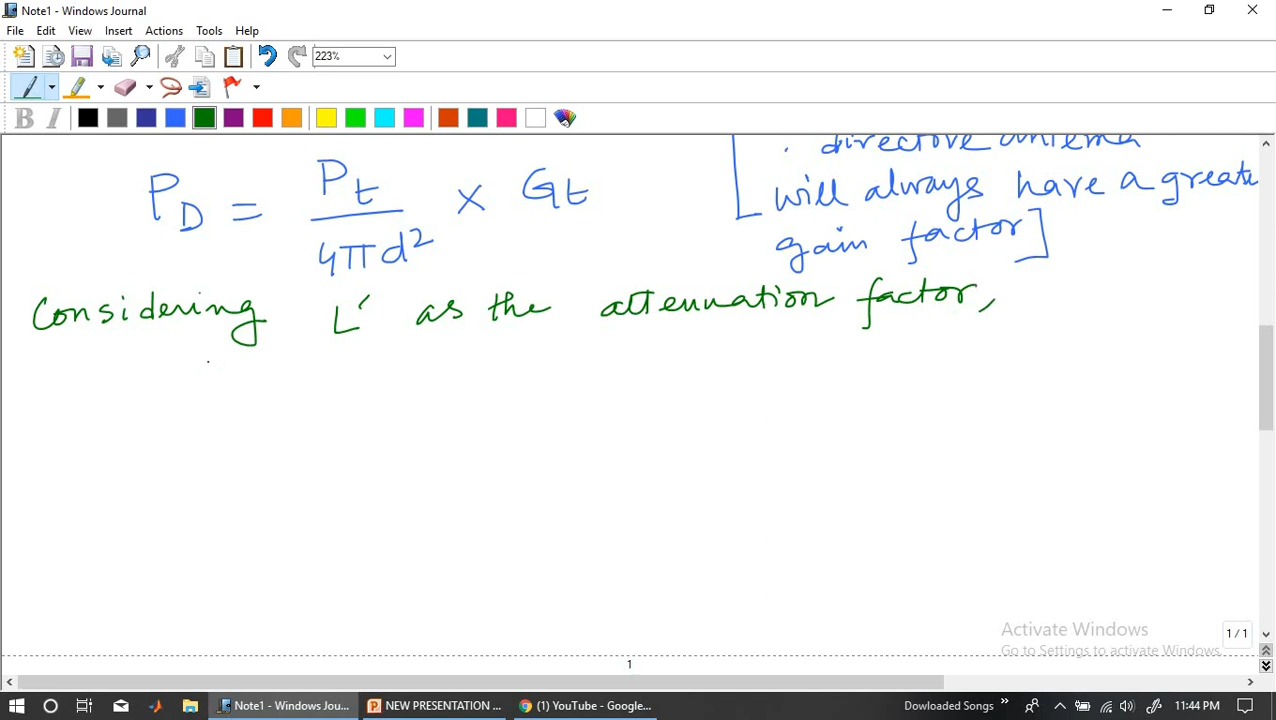 Note1 - Windows Journal
File Edit View Insert Actions Tools Help
223%
B I
directive antenna
P_D = P_t / 4πd² × G_t
will always have a greate
gain factor]
Considering L' as the attenuation factor,
Activate Windows
Go to Settings to activate Windows.
1 / 1
1
Note1 - Windows Jou...
NEW PRESENTATION ...
(1) YouTube - Google...
Downloaded Songs
11:44 PM